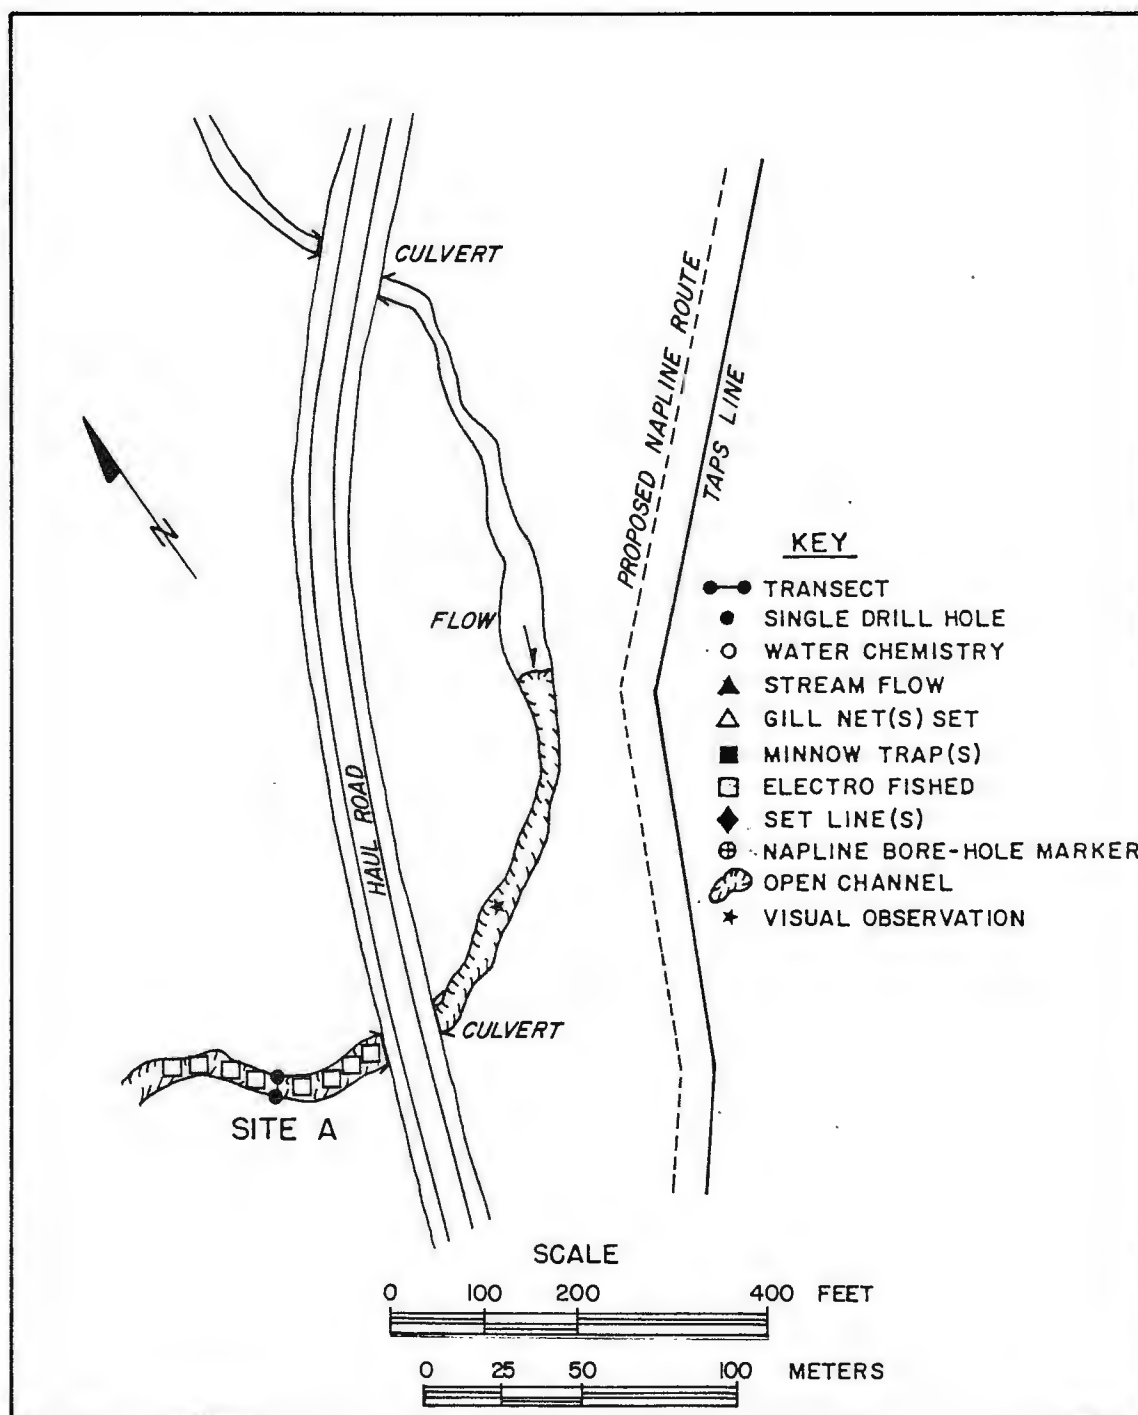 CULVERT
PROPOSED NAPLINE ROUTE
TAPS LINE
N
FLOW
HAUL ROAD
CULVERT
SITE A
KEY
TRANSECT
SINGLE DRILL HOLE
WATER CHEMISTRY
STREAM FLOW
GILL NET(S) SET
MINNOW TRAP(S)
ELECTRO FISHED
SET LINE(S)
NAPLINE BORE-HOLE MARKER
OPEN CHANNEL
VISUAL OBSERVATION
SCALE
0 100 200 400 FEET
0 25 50 100 METERS